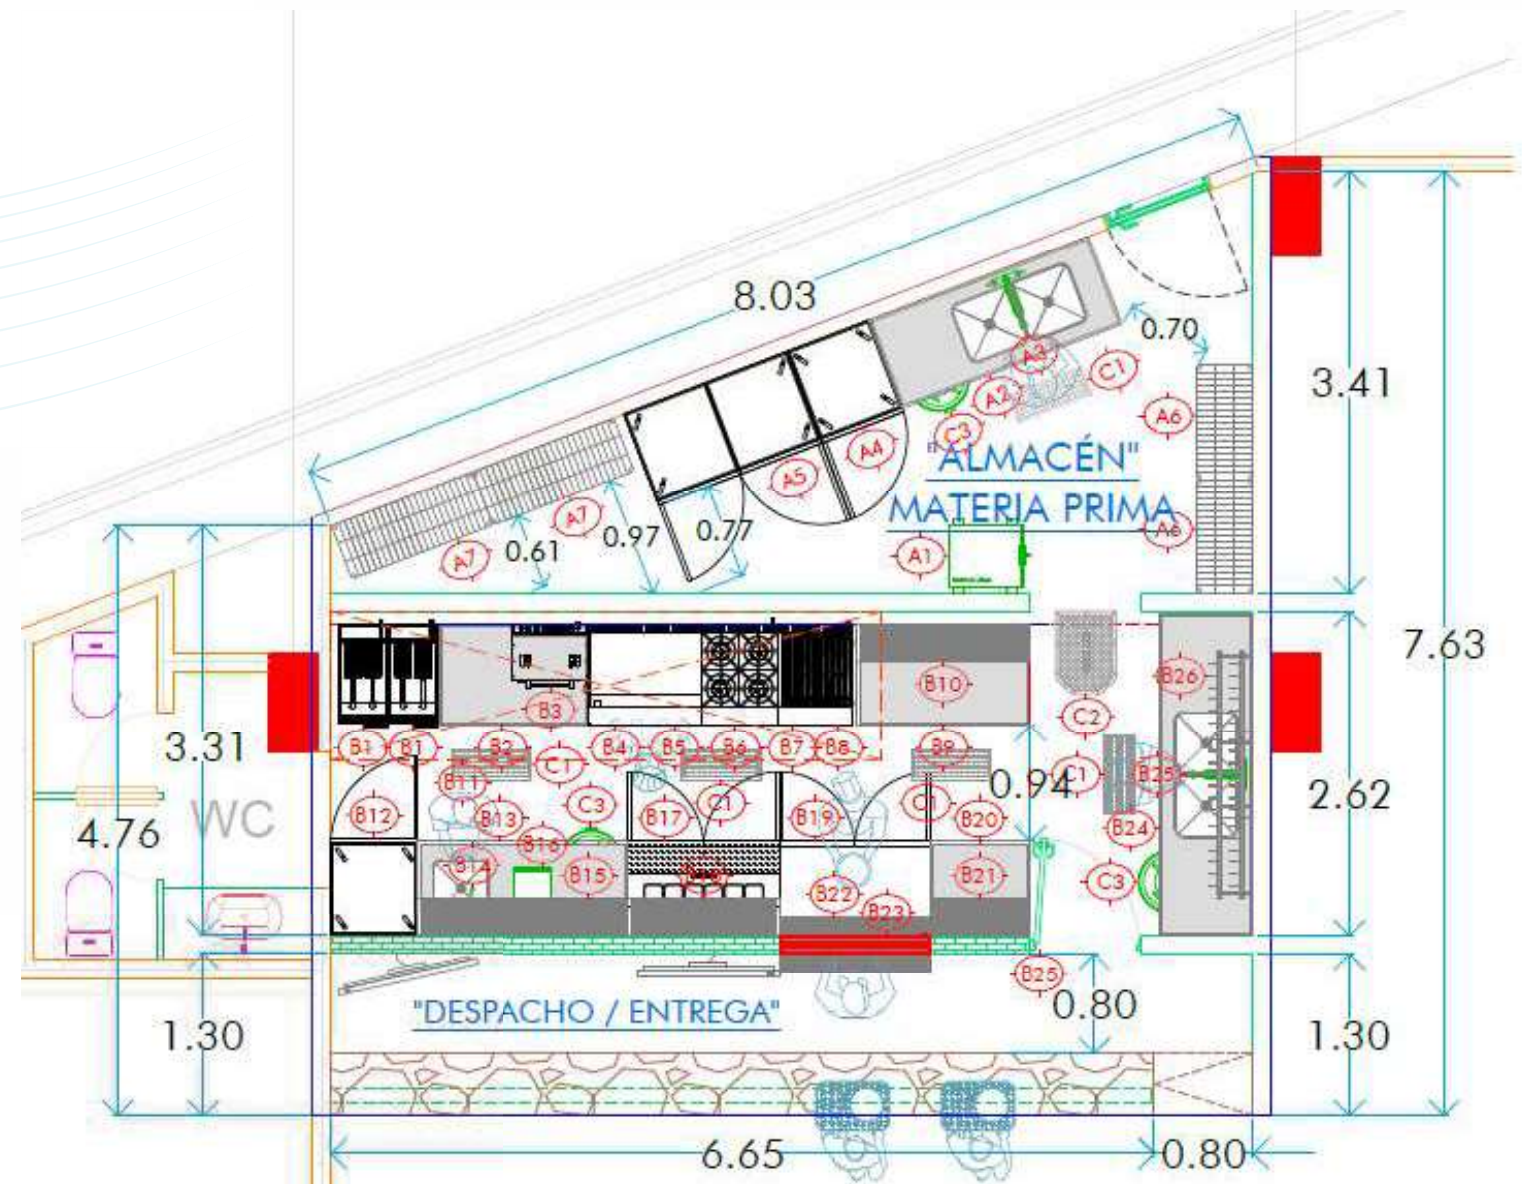 8.03
0.70
3.41
A3
C1
A2
A6
C3
"ALMACÉN"
A4
A5
MATERIA PRIMA
A7
0.61
0.97
0.77
A7
A1
A6
7.63
B26
B10
B3
C2
3.31
B1
B1
B2
B4
B5
B6
B7
B8
B9
C1
B11
0.94
C1
B25
2.62
WC
4.76
B12
B13
C3
B17
C1
B19
C1
B20
B24
B16
B14
B15
B22
B21
C3
B23
B25
"DESPACHO / ENTREGA"
0.80
1.30
1.30
6.65
0.80